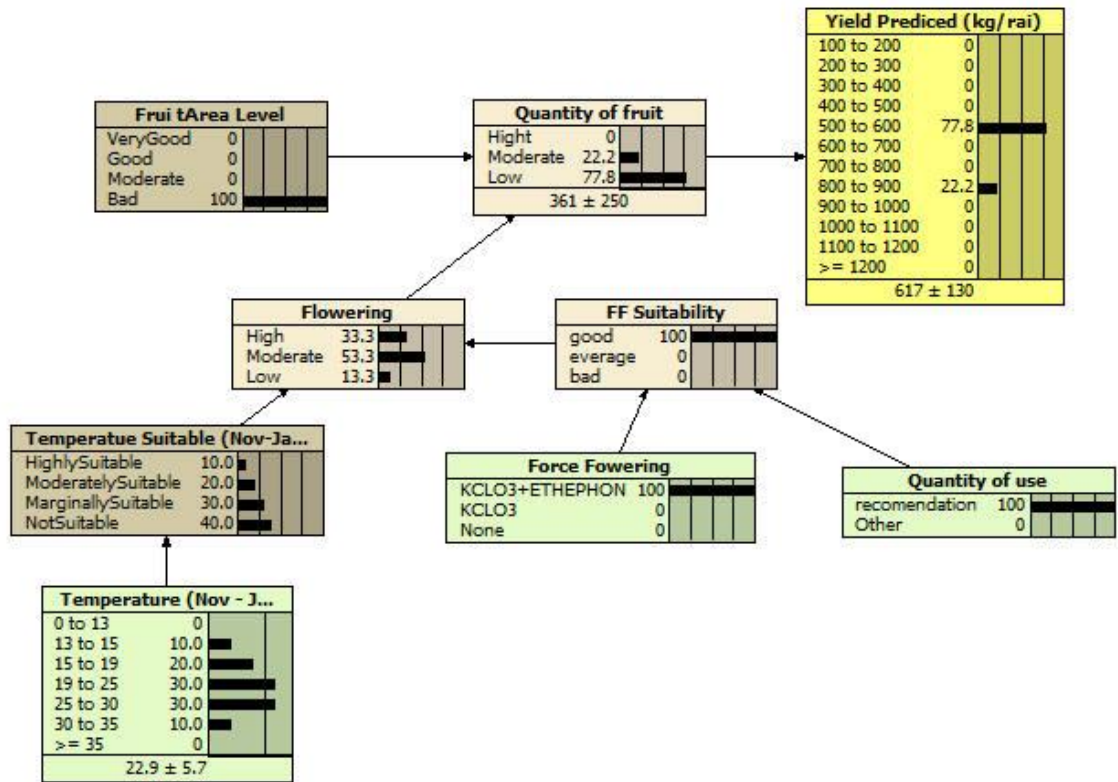 Yield Prediced (kg/rai)
100 to 200 0
200 to 300 0
300 to 400 0
400 to 500 0
500 to 600 77.8
600 to 700 0
700 to 800 0
800 to 900 22.2
900 to 1000 0
1000 to 1100 0
1100 to 1200 0
>= 1200 0
617 ± 130
Frui tArea Level
VeryGood 0
Good 0
Moderate 0
Bad 100
Quantity of fruit
Hight 0
Moderate 22.2
Low 77.8
361 ± 250
Flowering
High 33.3
Moderate 53.3
Low 13.3
FF Suitability
good 100
everage 0
bad 0
Temperatue Suitable (Nov-Ja...
HighlySuitable 10.0
ModeratelySuitable 20.0
MarginallySuitable 30.0
NotSuitable 40.0
Force Fowering
KCLO3+ETHEPHON 100
KCLO3 0
None 0
Quantity of use
recomendation 100
Other 0
Temperature (Nov - J...
0 to 13 0
13 to 15 10.0
15 to 19 20.0
19 to 25 30.0
25 to 30 30.0
30 to 35 10.0
>= 35 0
22.9 ± 5.7